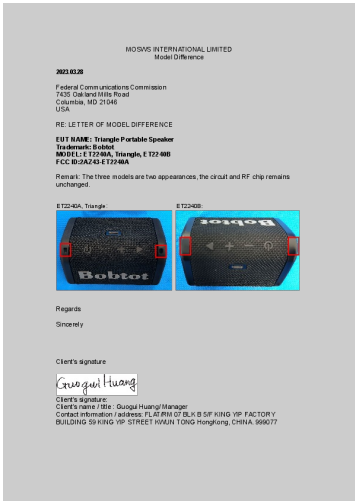 MOSWS INTERNATIONAL LIMITED
Model Difference
2023.03.28
Federal Communications Commission
7435 Oakland Mills Road
Columbia, MD 21046
USA
RE: LETTER OF MODEL DIFFERENCE
EUT NAME: Triangle Portable Speaker
Trademark: Bobtot
MODEL: ET2240A, Triangle, ET2240B
FCC ID:2AZ43-ET2240A
Remark: The three models are two appearances, the circuit and RF chip remains
unchanged.
ET2240A, Triangle: ET2240B:
Bobtot Bobtot
Regards
Sincerely
Client's signature
Guogui Huang
Client's signature:
Client's name / title : Guogui Huang/ Manager
Contact information / address: FLAT/RM 07 BLK B 5/F KING YIP FACTORY
BUILDING 59 KING YIP STREET KWUN TONG HongKong, CHINA, 999077